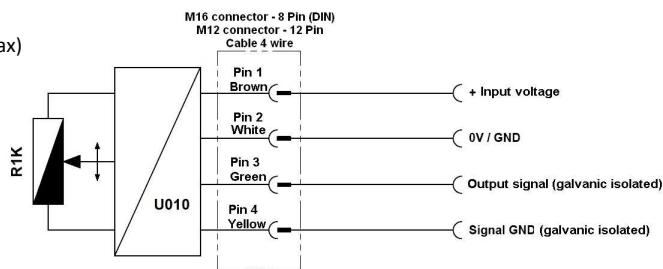 M16 connector - 8 Pin (DIN)
M12 connector - 12 Pin
Cable 4 wire
ax)
Pin 1
Brown
+ Input voltage
Pin 2
White
0V / GND
R1K
Pin 3
Green
Output signal (galvanic isolated)
U010
Pin 4
Yellow
Signal GND (galvanic isolated)